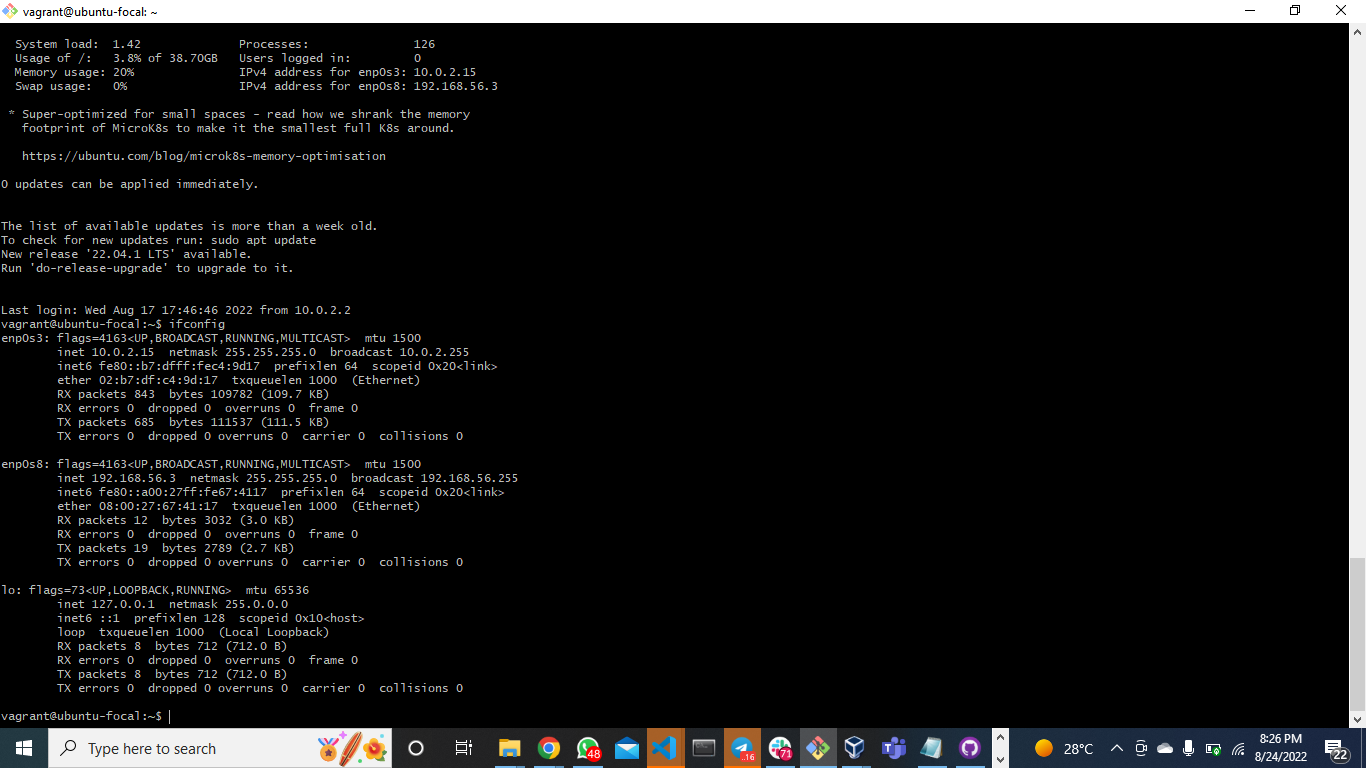 vagrant@ubuntu-focal: ~
System load:  1.42              Processes:               126
Usage of /:   3.8% of 38.70GB   Users logged in:         0
Memory usage: 20%               IPv4 address for enp0s3: 10.0.2.15
Swap usage:   0%                IPv4 address for enp0s8: 192.168.56.3
* Super-optimized for small spaces - read how we shrank the memory
footprint of MicroK8s to make it the smallest full K8s around.
https://ubuntu.com/blog/microk8s-memory-optimisation
0 updates can be applied immediately.
The list of available updates is more than a week old.
To check for new updates run: sudo apt update
New release '22.04.1 LTS' available.
Run 'do-release-upgrade' to upgrade to it.
Last login: Wed Aug 17 17:46:46 2022 from 10.0.2.2
vagrant@ubuntu-focal:~$ ifconfig
enp0s3: flags=4163<UP,BROADCAST,RUNNING,MULTICAST>  mtu 1500
inet 10.0.2.15  netmask 255.255.255.0  broadcast 10.0.2.255
inet6 fe80::b7:dfff:fec4:9d17  prefixlen 64  scopeid 0x20<link>
ether 02:b7:df:c4:9d:17  txqueuelen 1000  (Ethernet)
RX packets 843  bytes 109782 (109.7 KB)
RX errors 0  dropped 0  overruns 0  frame 0
TX packets 685  bytes 111537 (111.5 KB)
TX errors 0  dropped 0 overruns 0  carrier 0  collisions 0
enp0s8: flags=4163<UP,BROADCAST,RUNNING,MULTICAST>  mtu 1500
inet 192.168.56.3  netmask 255.255.255.0  broadcast 192.168.56.255
inet6 fe80::a00:27ff:fe67:4117  prefixlen 64  scopeid 0x20<link>
ether 08:00:27:67:41:17  txqueuelen 1000  (Ethernet)
RX packets 12  bytes 3032 (3.0 KB)
RX errors 0  dropped 0  overruns 0  frame 0
TX packets 19  bytes 2789 (2.7 KB)
TX errors 0  dropped 0 overruns 0  carrier 0  collisions 0
lo: flags=73<UP,LOOPBACK,RUNNING>  mtu 65536
inet 127.0.0.1  netmask 255.0.0.0
inet6 ::1  prefixlen 128  scopeid 0x10<host>
loop  txqueuelen 1000  (Local Loopback)
RX packets 8  bytes 712 (712.0 B)
RX errors 0  dropped 0  overruns 0  frame 0
TX packets 8  bytes 712 (712.0 B)
TX errors 0  dropped 0 overruns 0  carrier 0  collisions 0
vagrant@ubuntu-focal:~$
Type here to search
48
..16
71
28°C
8:26 PM
8/24/2022
22